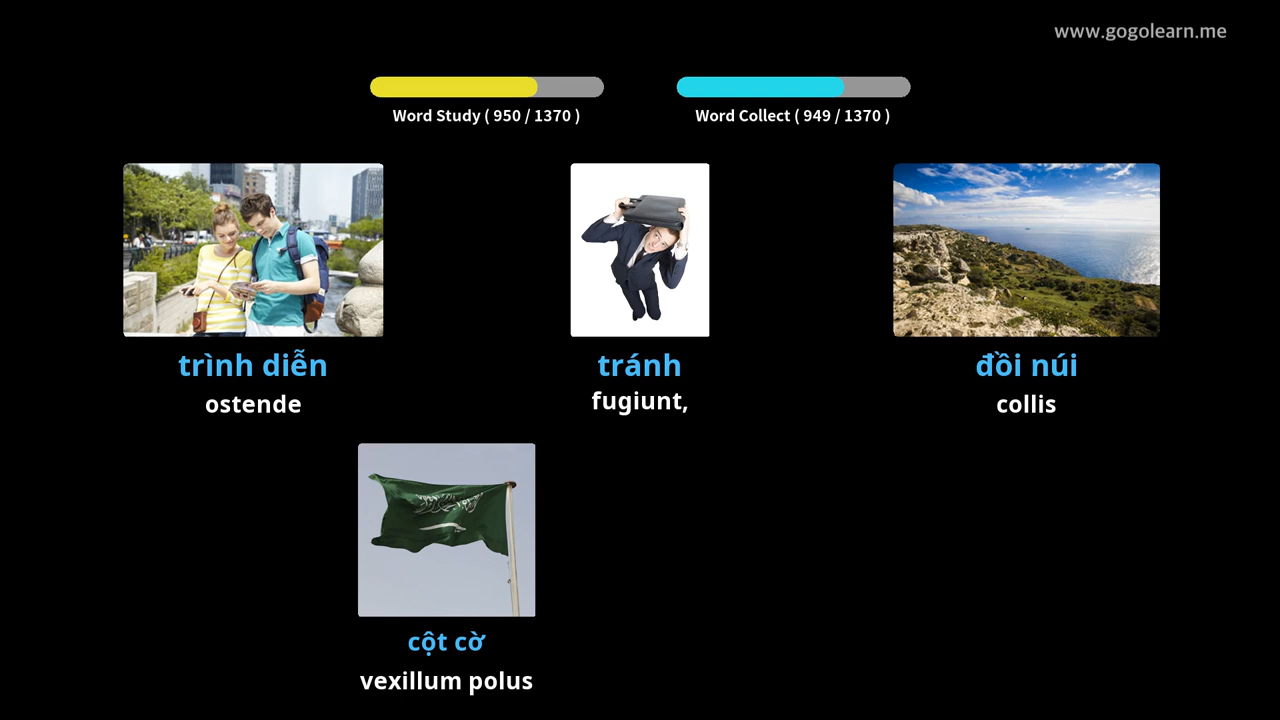 www.gogolearn.me
Word Study ( 950 / 1370 )
Word Collect ( 949 / 1370 )
trình diễn
ostende
tránh
fugiunt,
đồi núi
collis
cột cờ
vexillum polus